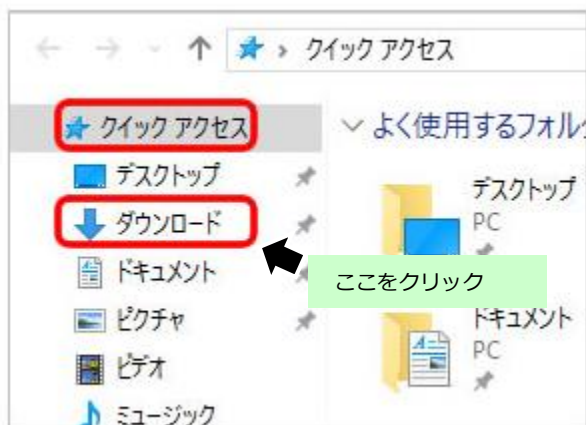 クイック アクセス
クイック アクセス
デスクトップ
ダウンロード
ドキュメント
ピクチャ
ビデオ
ミュージック
よく使用するフォル
デスクトップ
PC
ここをクリック
ドキュメント
PC